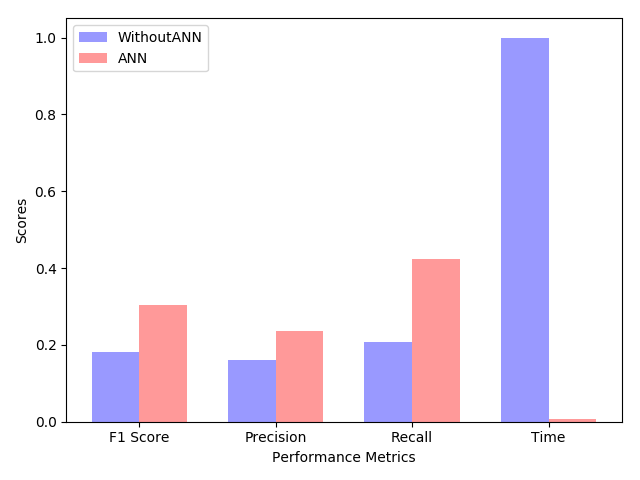 WithoutANN
ANN
1.0
0.8
0.6
0.4
0.2
0.0
Scores
F1 Score Precision Recall Time
Performance Metrics